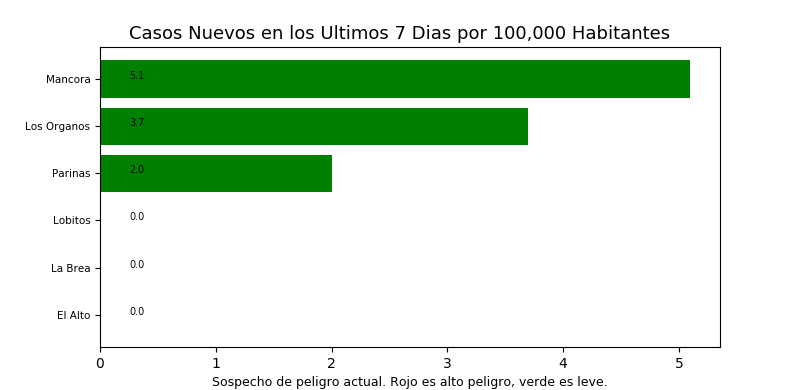 Casos Nuevos en los Ultimos 7 Dias por 100,000 Habitantes
Mancora 5.1
Los Organos 3.7
Parinas 2.0
Lobitos 0.0
La Brea 0.0
El Alto 0.0
0 1 2 3 4 5
Sospecho de peligro actual. Rojo es alto peligro, verde es leve.